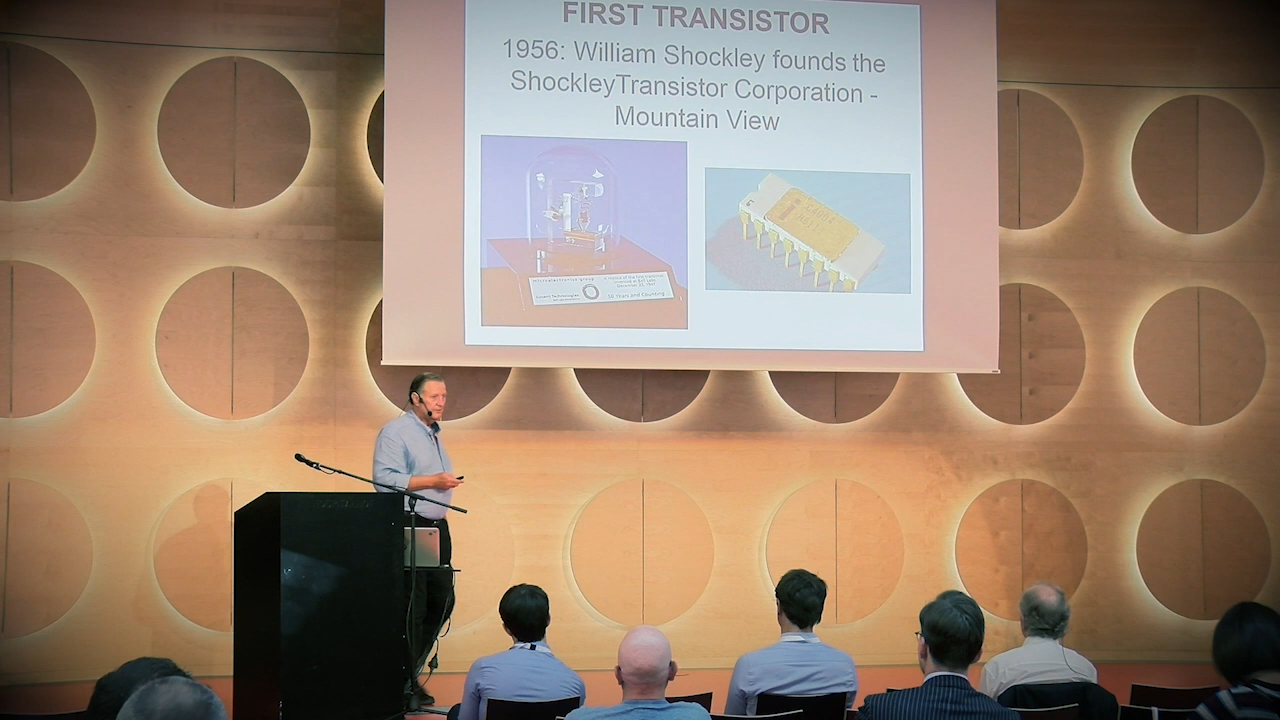 FIRST TRANSISTOR
1956: William Shockley founds the
ShockleyTransistor Corporation -
Mountain View
50 Years and Counting